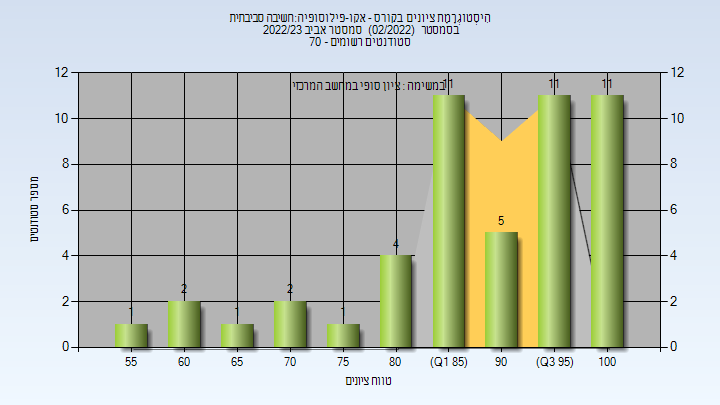 היסטוגרמת ציונים בקורס - אקו-פילוסופיה:חשיבה סביבתית
בסמסטר (02/2022) סמסטר אביב 2022/23
סטודנטים רשומים - 70
במשימה : ציון סופי במחשב המרכזי
12 12
10 10
8 8
6 6
4 4
2 2
0 0
1 2 1 2 1 4 11 5 11 11
מספר סטודנטים
55 60 65 70 75 80 (Q1 85) 90 (Q3 95) 100
טווח ציונים